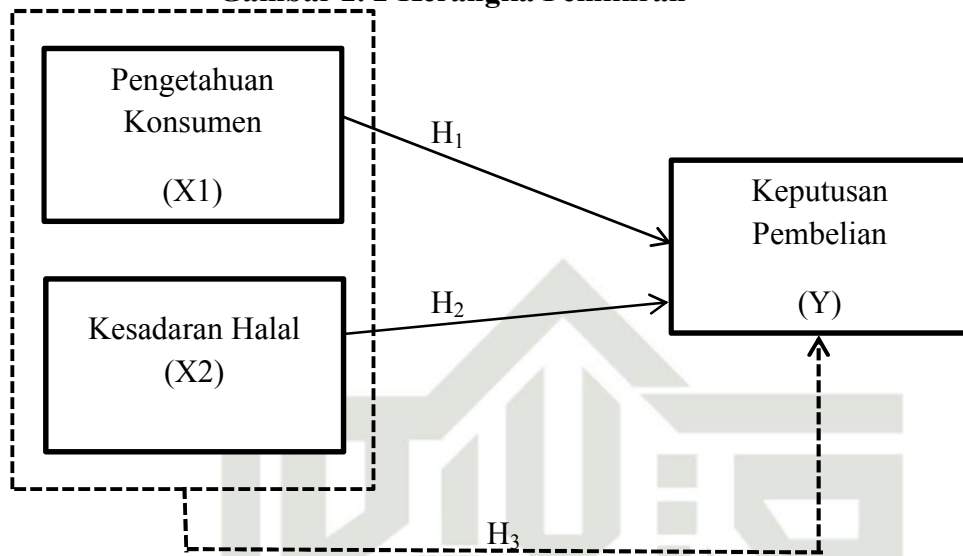 Pengetahuan
Konsumen
(X1)
H1
Keputusan
Pembelian
(Y)
Kesadaran Halal
(X2)
H2
H3